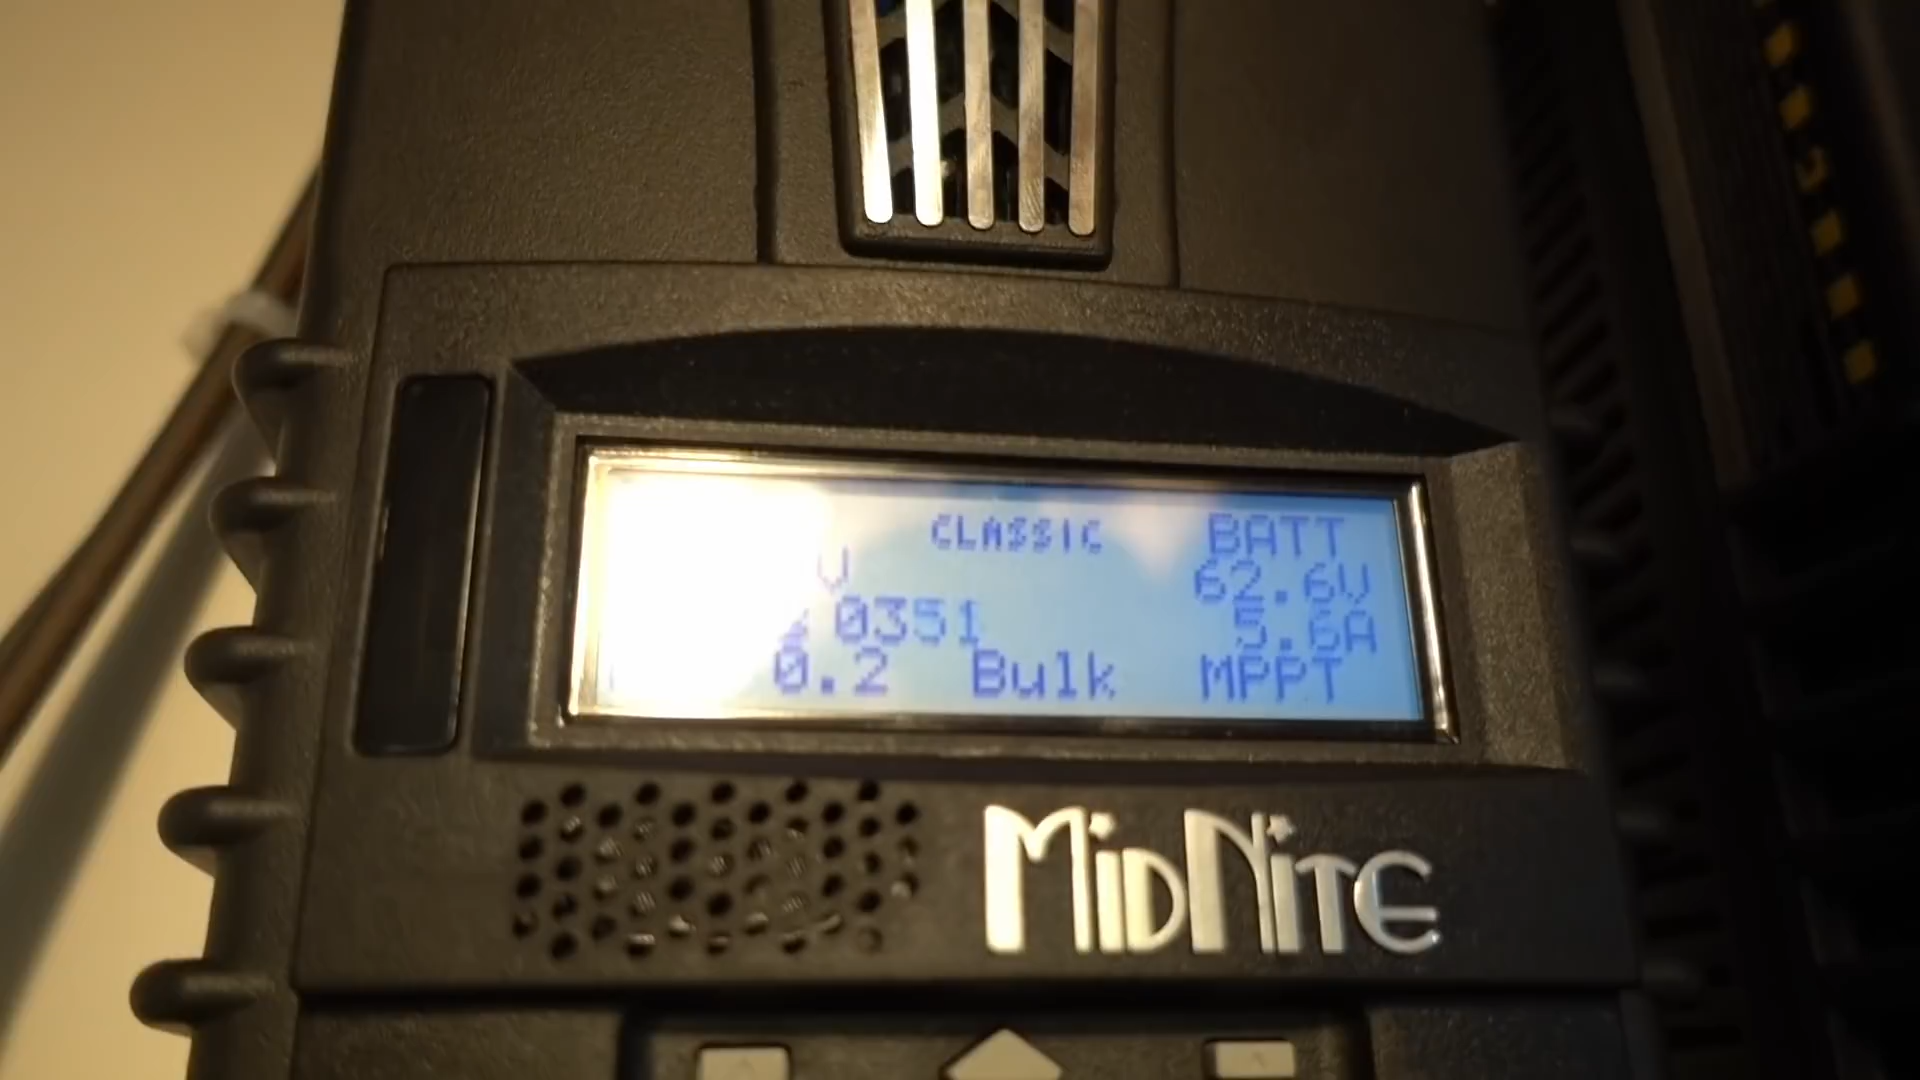 CLASSIC BATT
V 62.6V
0351 5.6A
0.2 Bulk MPPT
MIDNITE